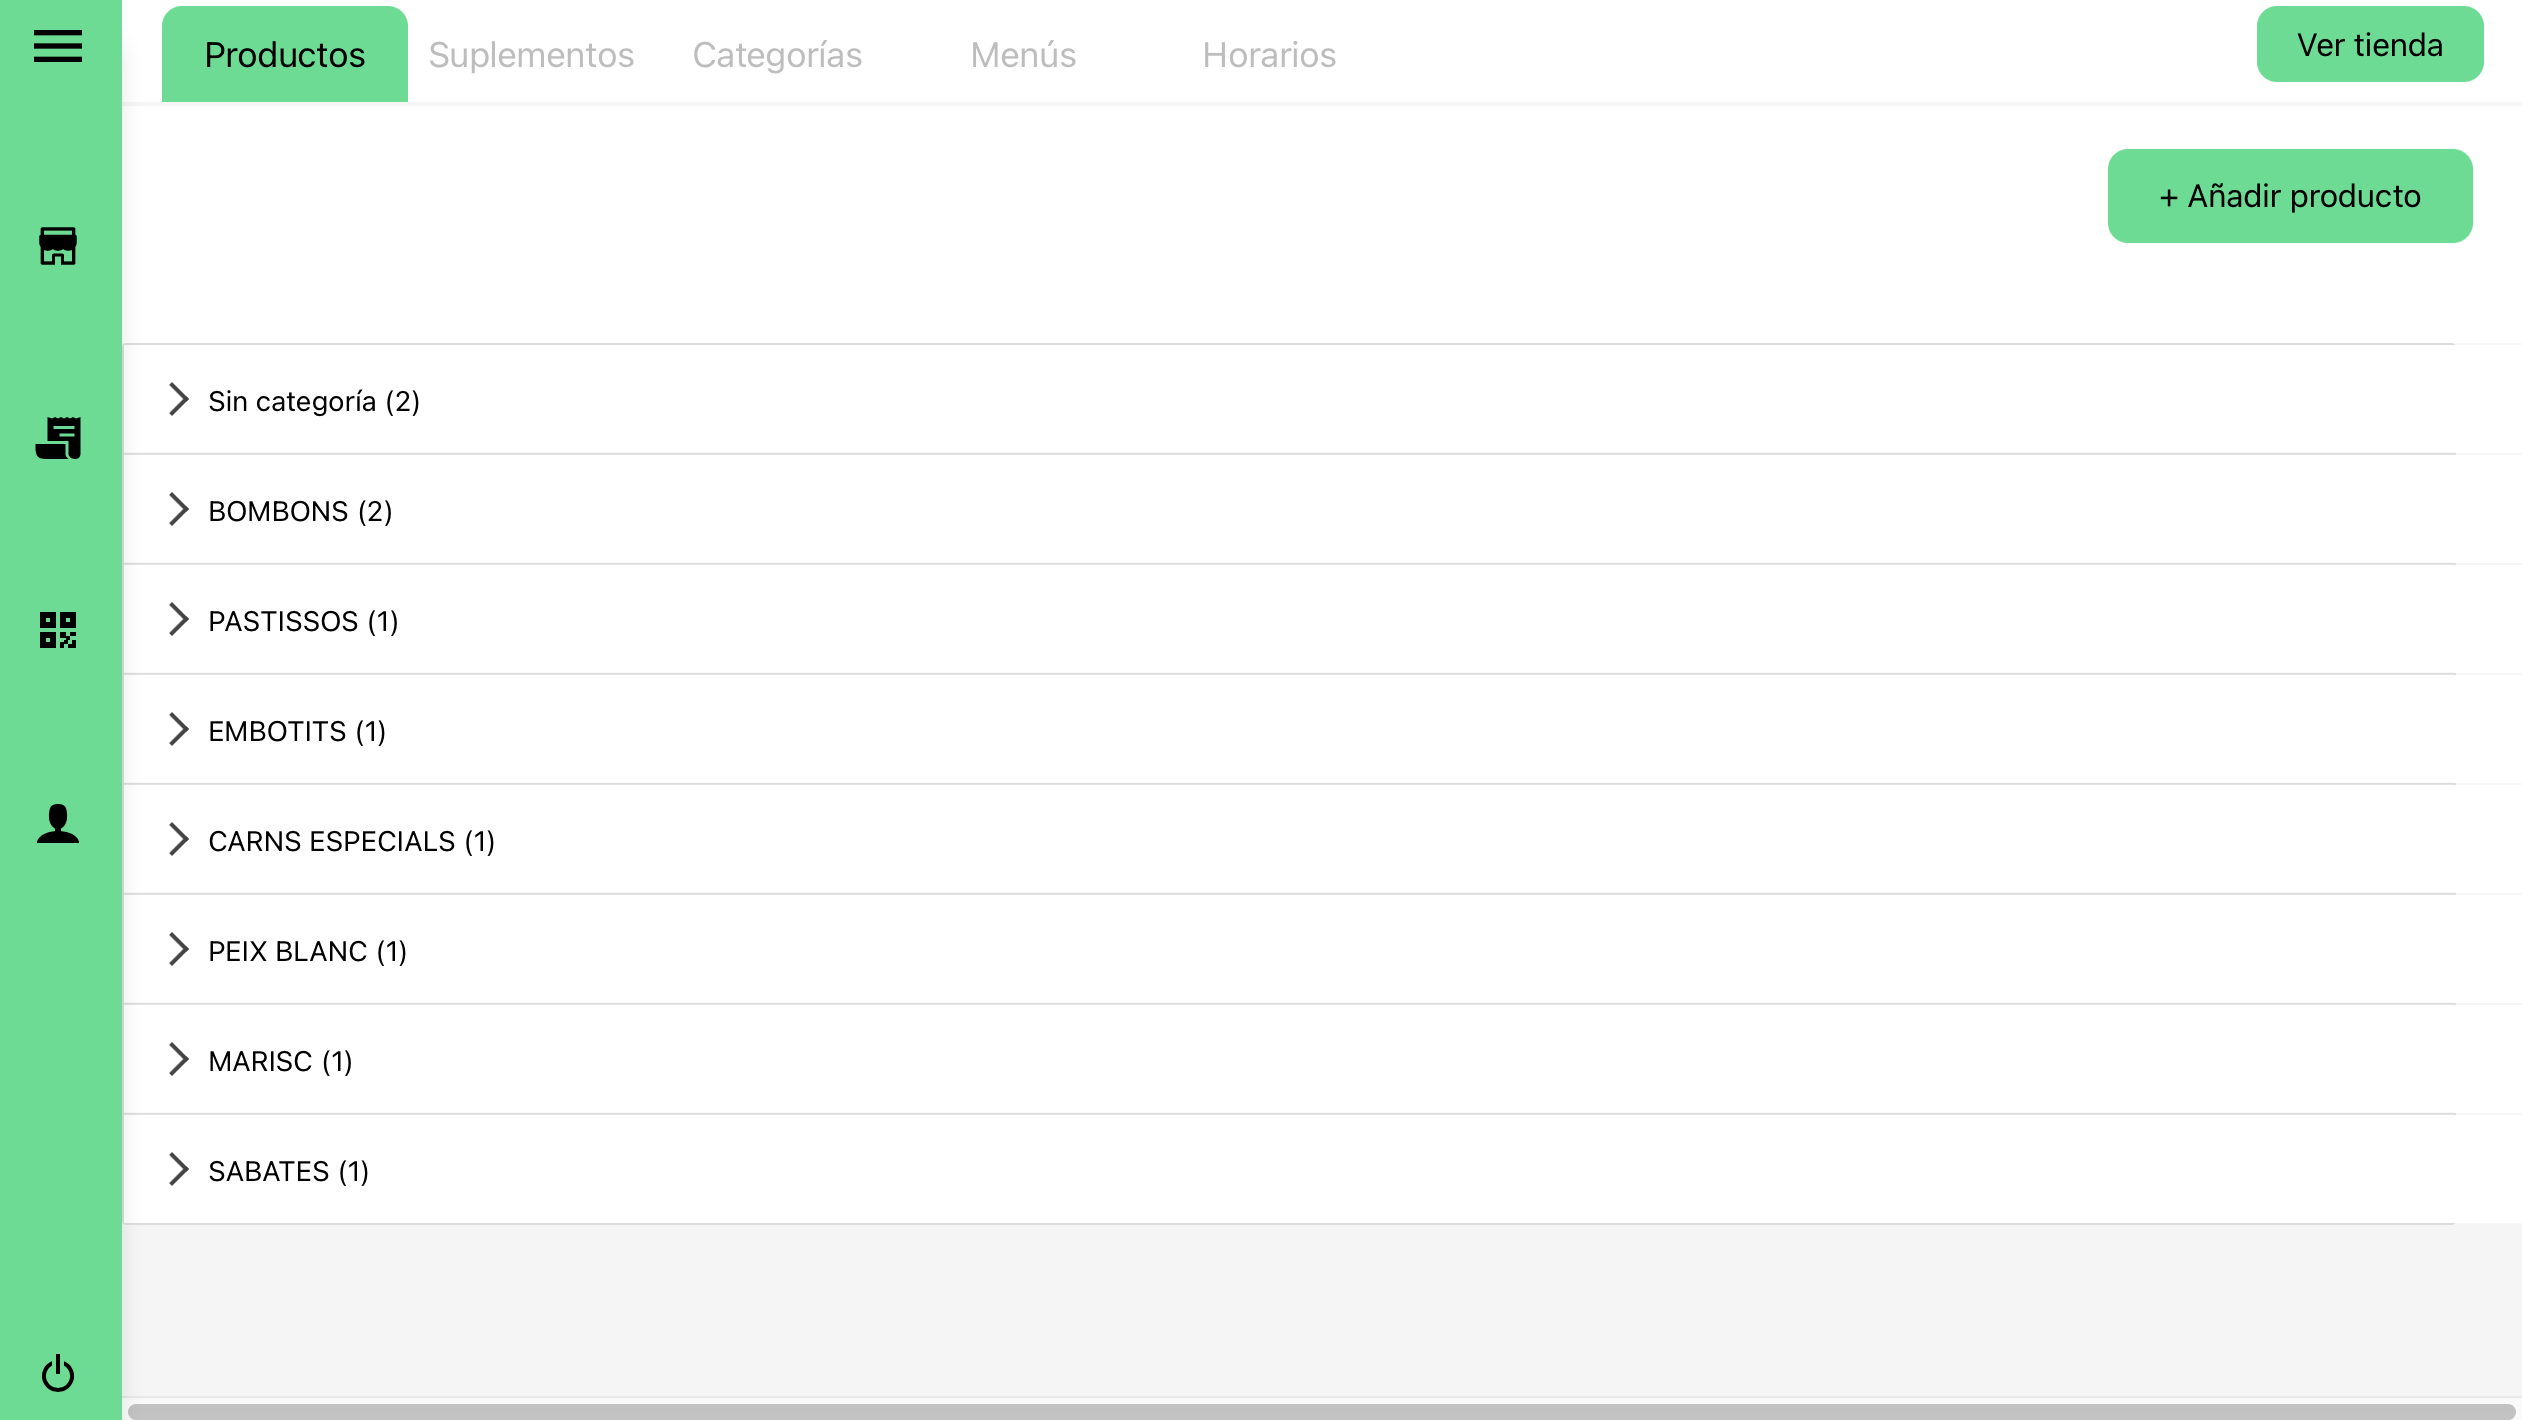 Productos
Suplementos
Categorías
Menús
Horarios
Ver tienda
+ Añadir producto
Sin categoría (2)
BOMBONS (2)
PASTISSOS (1)
EMBOTITS (1)
CARNS ESPECIALS (1)
PEIX BLANC (1)
MARISC (1)
SABATES (1)